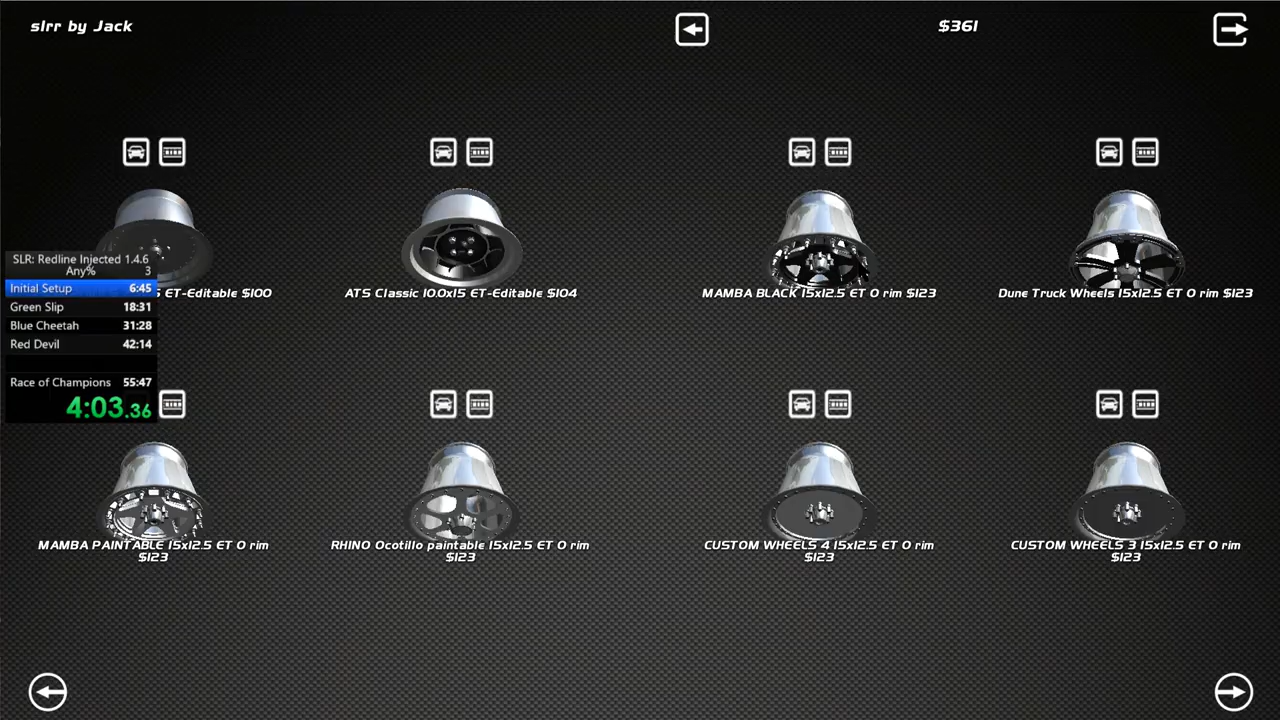 slrr by Jack
$361
5 ET-Editable $100
ATS Classic 10.0x15 ET-Editable $104
MAMBA BLACK 15x12.5 ET 0 rim $123
Dune Truck Wheels 15x12.5 ET 0 rim $123
SLR: Redline Injected 1.4.6
Any% 3
Initial Setup 6:45
Green Slip 18:31
Blue Cheetah 31:28
Red Devil 42:14
Race of Champions 55:47
4:03.36
MAMBA PAINTABLE 15x12.5 ET 0 rim
$123
RHINO Ocotillo paintable 15x12.5 ET 0 rim
$123
CUSTOM WHEELS 4 15x12.5 ET 0 rim
$123
CUSTOM WHEELS 3 15x12.5 ET 0 rim
$123